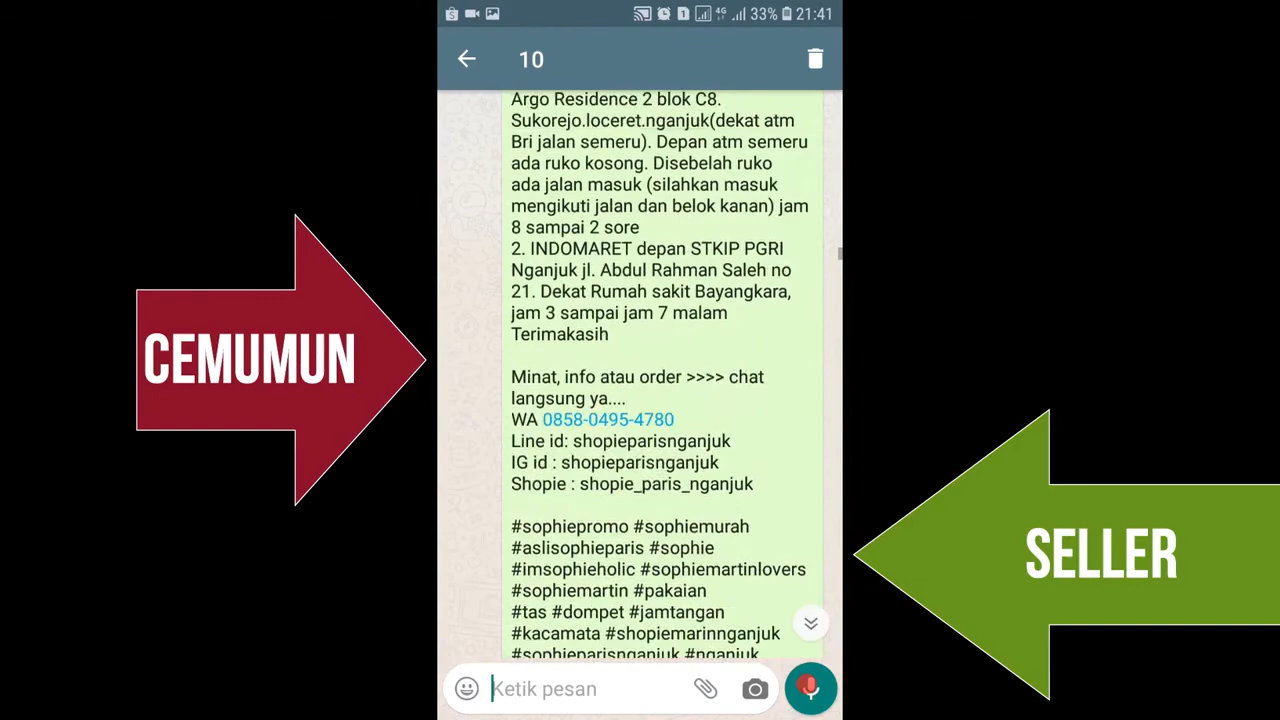 4G 33% 21:41
10
Argo Residence 2 blok C8.
Sukorejo.loceret.nganjuk(dekat atm
Bri jalan semeru). Depan atm semeru
ada ruko kosong. Disebelah ruko
ada jalan masuk (silahkan masuk
mengikuti jalan dan belok kanan) jam
8 sampai 2 sore
2. INDOMARET depan STKIP PGRI
Nganjuk jl. Abdul Rahman Saleh no
21. Dekat Rumah sakit Bayangkara,
jam 3 sampai jam 7 malam
Terimakasih
Minat, info atau order >>>> chat
langsung ya....
WA 0858-0495-4780
Line id: shopieparisnganjuk
IG id : shopieparisnganjuk
Shopie : shopie_paris_nganjuk
#sophiepromo #sophiemurah
#aslisophieparis #sophie
#imsophieholic #sophiemartinlovers
#sophiemartin #pakaian
#tas #dompet #jamtangan
#kacamata #shopiemarinnganjuk
#sophieparisnganjuk #nganjuk
Ketik pesan
CEMUMUN
SELLER